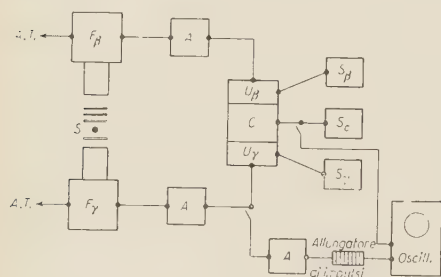 A.T.
Fβ
A
Uβ
Sβ
S
C
Sc
Uγ
A.T.
Fγ
A
A
Allungatore
di impulsi
Oscill.